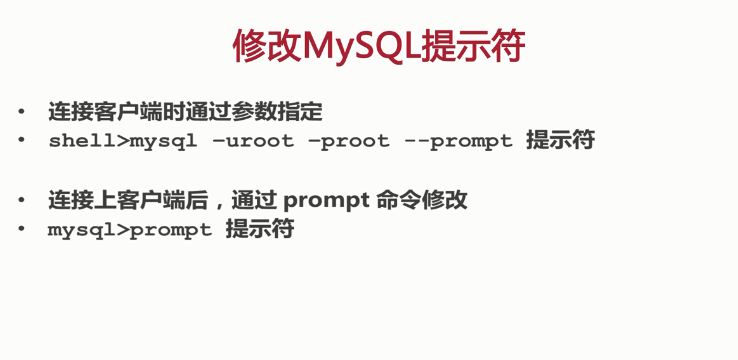 修改MySQL提示符
• 连接客户端时通过参数指定
• shell>mysql –uroot –proot --prompt 提示符
• 连接上客户端后，通过 prompt 命令修改
• mysql>prompt 提示符